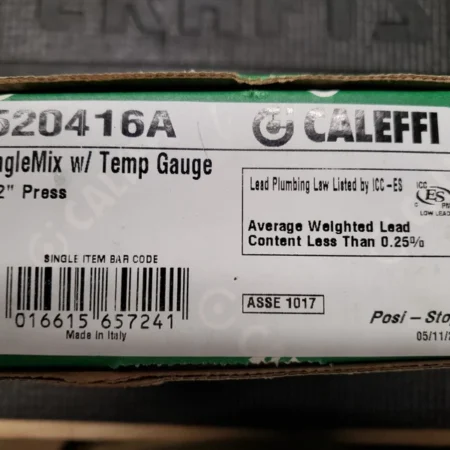 520416A
CALEFFI
ngleMix w/ Temp Gauge
2" Press
Lead Plumbing Law Listed by ICC-ES
ICC
ES
C
LOW LEAD
Average Weighted Lead
Content Less Than 0.25%
SINGLE ITEM BAR CODE
016615 657241
Made in Italy
ASSE 1017
Posi-Sto
05/11/